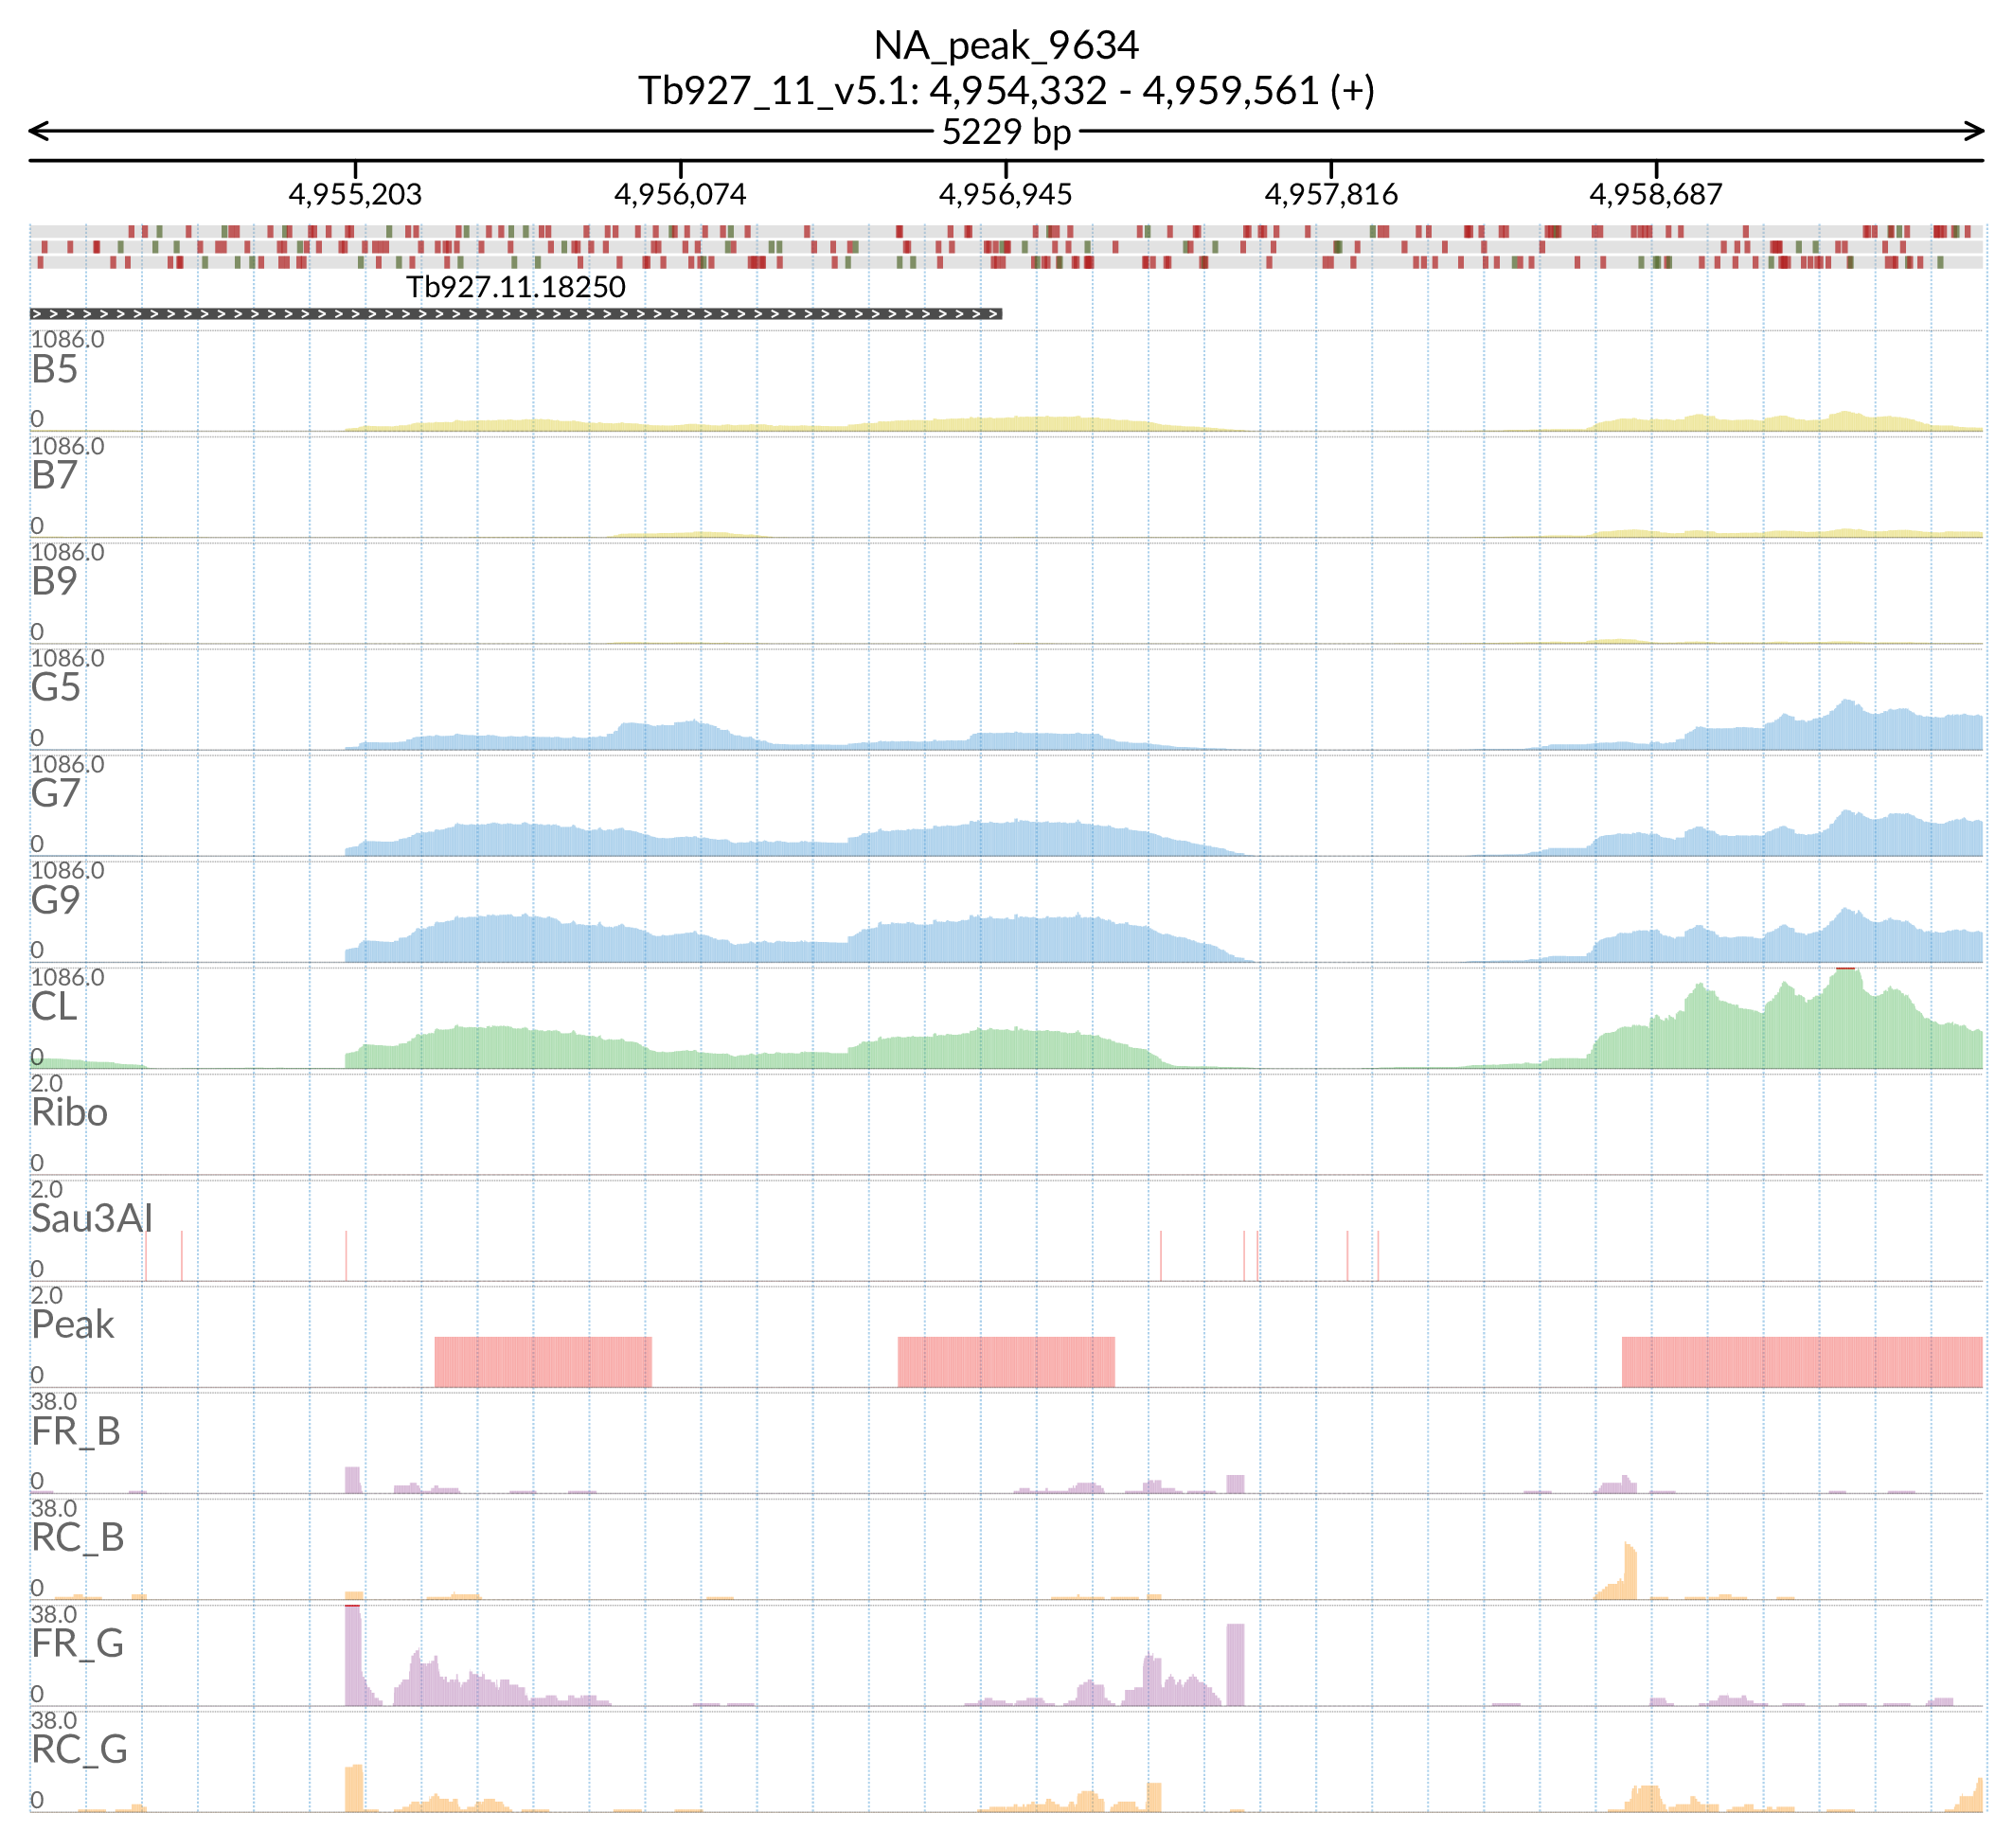 NA_peak_9634
Tb927_11_v5.1: 4,954,332 - 4,959,561 (+)
5229 bp
4,955,203 4,956,074 4,956,945 4,957,816 4,958,687
Tb927.11.18250
1086.0
B5
0
1086.0
B7
0
1086.0
B9
0
1086.0
G5
0
1086.0
G7
0
1086.0
G9
0
1086.0
CL
0
2.0
Ribo
0
2.0
Sau3AI
0
2.0
Peak
0
38.0
FR_B
0
38.0
RC_B
0
38.0
FR_G
0
38.0
RC_G
0